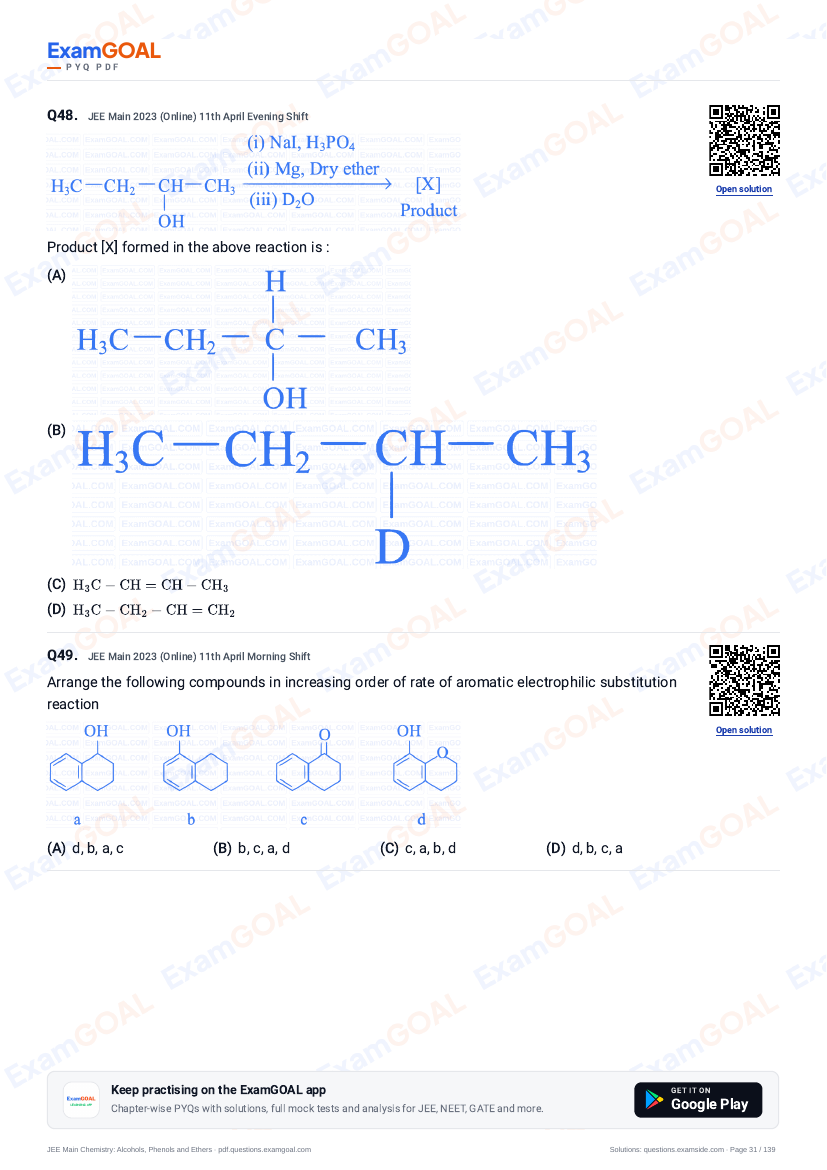 ExamGOAL
PYQ PDF
Q48. JEE Main 2023 (Online) 11th April Evening Shift
(i) NaI, H₃PO₄
(ii) Mg, Dry ether
H₃C—CH₂—CH—CH₃ [X]
(iii) D₂O
Product
OH
Open solution
Product [X] formed in the above reaction is :
(A)
H
H₃C—CH₂—C— CH₃
OH
(B) H₃C—CH₂—CH—CH₃
D
(C) H₃C − CH = CH − CH₃
(D) H₃C − CH₂ − CH = CH₂
Q49. JEE Main 2023 (Online) 11th April Morning Shift
Arrange the following compounds in increasing order of rate of aromatic electrophilic substitution
reaction
Open solution
OH OH O OH
O
a b c d
(A) d, b, a, c (B) b, c, a, d (C) c, a, b, d (D) d, b, c, a
ExamGOAL
Keep practising on the ExamGOAL app
Chapter-wise PYQs with solutions, full mock tests and analysis for JEE, NEET, GATE and more.
GET IT ON
Google Play
JEE Main Chemistry: Alcohols, Phenols and Ethers · pdf.questions.examgoal.com Solutions: questions.examside.com · Page 31 / 139